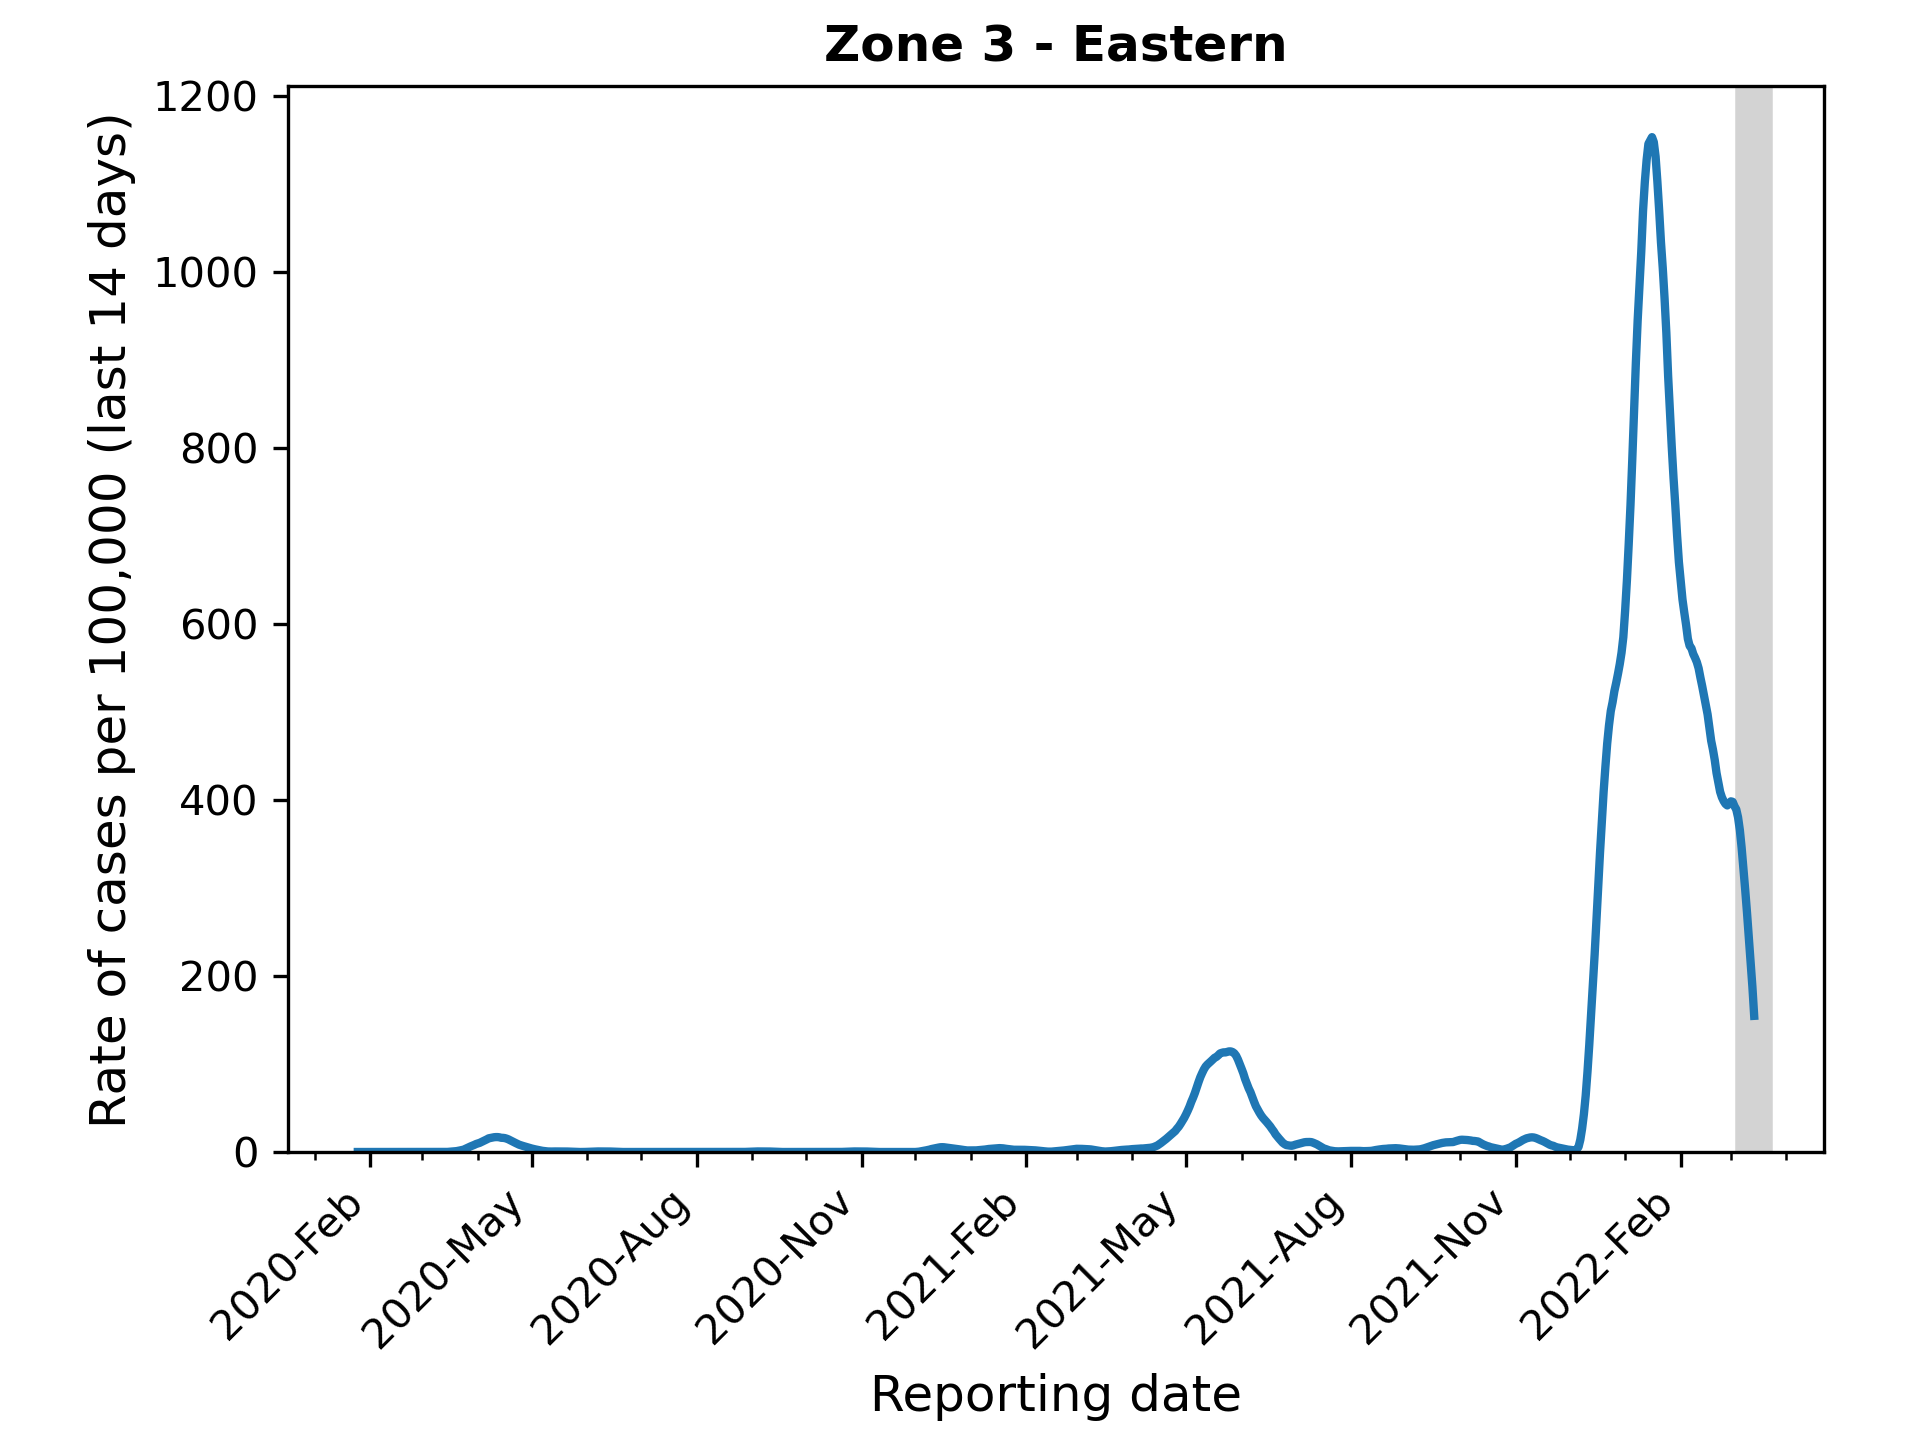 Zone 3 - Eastern
Rate of cases per 100,000 (last 14 days)
1200
1000
800
600
400
200
0
2020-Feb
2020-May
2020-Aug
2020-Nov
2021-Feb
2021-May
2021-Aug
2021-Nov
2022-Feb
Reporting date